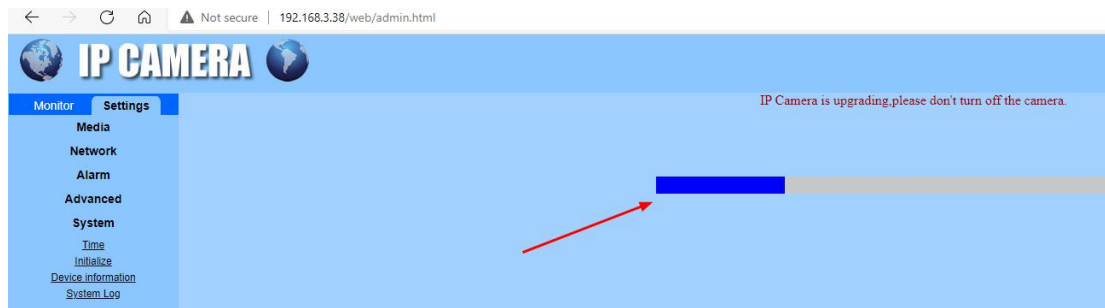 Not secure | 192.168.3.38/web/admin.html
IP CAMERA
Monitor Settings
IP Camera is upgrading,please don't turn off the camera.
Media
Network
Alarm
Advanced
System
Time
Initialize
Device information
System Log